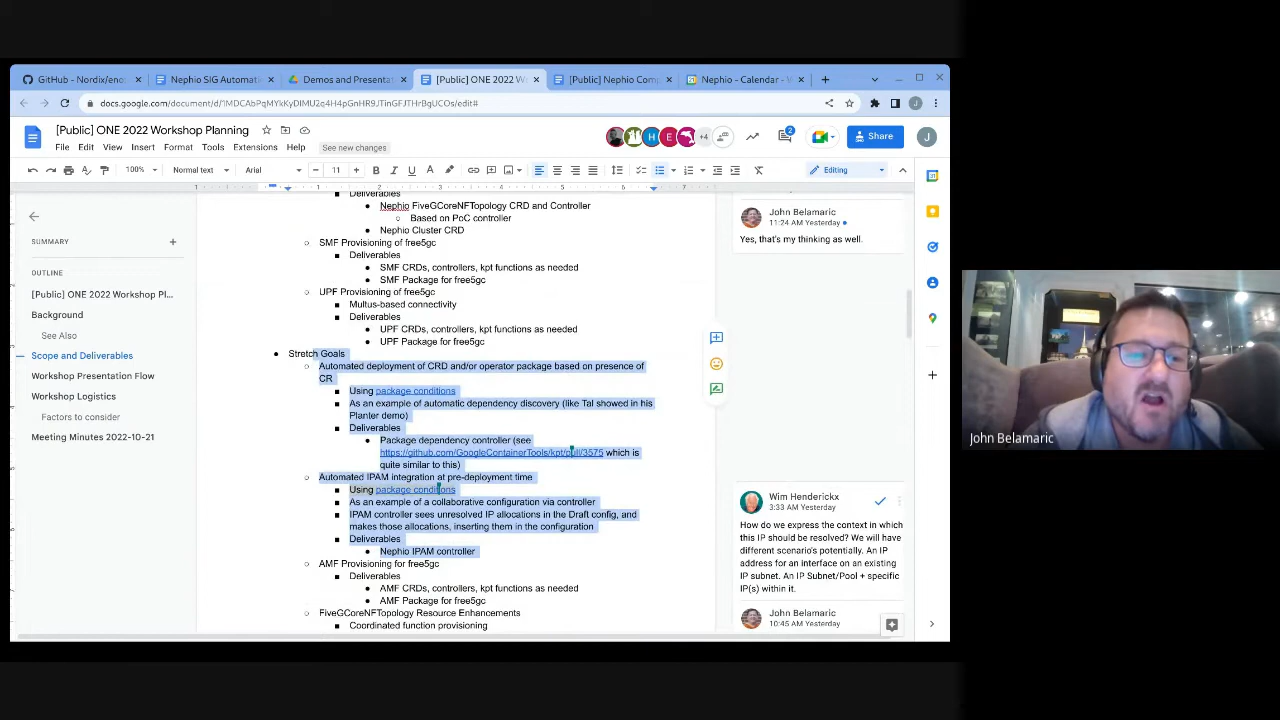 GitHub - Nordix/eno
Nephio SIG Automati
Demos and Presentat
[Public] ONE 2022 W
[Public] Nephio Com
Nephio - Calendar - W
docs.google.com/document/d/1MDCAbPqMYkKyDIMU2q4H4pGnHR9JTinGFJTHrBgUCOs/edit#
[Public] ONE 2022 Workshop Planning
+4
2
Share
J
File Edit View Insert Format Tools Extensions Help See new changes
100% Normal text Arial 11 Editing
SUMMARY
OUTLINE
[Public] ONE 2022 Workshop Pl...
Background
See Also
Scope and Deliverables
Workshop Presentation Flow
Workshop Logistics
Factors to consider
Meeting Minutes 2022-10-21
Deliverables
Nephio FiveGCoreNFTopology CRD and Controller
Based on PoC controller
Nephio Cluster CRD
SMF Provisioning of free5gc
Deliverables
SMF CRDs, controllers, kpt functions as needed
SMF Package for free5gc
UPF Provisioning of free5gc
Multus-based connectivity
Deliverables
UPF CRDs, controllers, kpt functions as needed
UPF Package for free5gc
Stretch Goals
Automated deployment of CRD and/or operator package based on presence of
CR
Using package conditions
As an example of automatic dependency discovery (like Tal showed in his
Planter demo)
Deliverables
Package dependency controller (see
https://github.com/GoogleContainerTools/kpt/pull/3575 which is
quite similar to this)
Automated IPAM integration at pre-deployment time
Using package conditions
As an example of a collaborative configuration via controller
IPAM controller sees unresolved IP allocations in the Draft config, and
makes those allocations, inserting them in the configuration
Deliverables
Nephio IPAM controller
AMF Provisioning for free5gc
Deliverables
AMF CRDs, controllers, kpt functions as needed
AMF Package for free5gc
FiveGCoreNFTopology Resource Enhancements
Coordinated function provisioning
John Belamaric
11:24 AM Yesterday
Yes, that's my thinking as well.
Wim Henderickx
3:33 AM Yesterday
How do we express the context in which
this IP should be resolved? We will have
different scenario's potentially. An IP
address for an interface on an existing
IP subnet. An IP Subnet/Pool + specific
IP(s) within it.
John Belamaric
10:45 AM Yesterday
John Belamaric